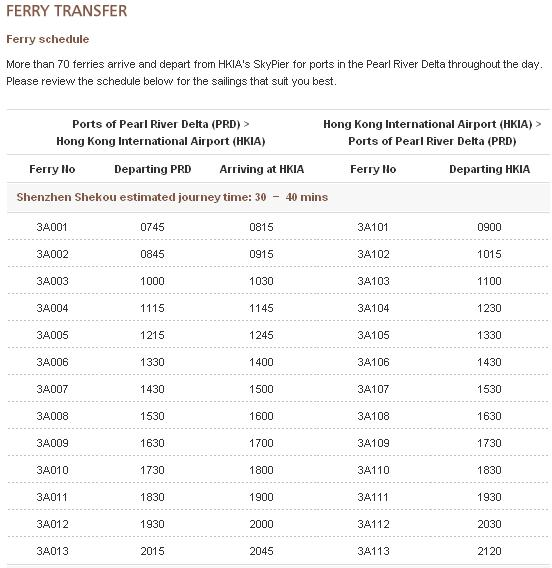 FERRY TRANSFER
Ferry schedule
More than 70 ferries arrive and depart from HKIA's SkyPier for ports in the Pearl River Delta throughout the day.
Please review the schedule below for the sailings that suit you best.
Ports of Pearl River Delta (PRD) > Hong Kong International Airport (HKIA) >
Hong Kong International Airport (HKIA) Ports of Pearl River Delta (PRD)
Ferry No Departing PRD Arriving at HKIA Ferry No Departing HKIA
Shenzhen Shekou estimated journey time: 30 – 40 mins
3A001 0745 0815 3A101 0900
3A002 0845 0915 3A102 1015
3A003 1000 1030 3A103 1100
3A004 1115 1145 3A104 1230
3A005 1215 1245 3A105 1330
3A006 1330 1400 3A106 1430
3A007 1430 1500 3A107 1530
3A008 1530 1600 3A108 1630
3A009 1630 1700 3A109 1730
3A010 1730 1800 3A110 1830
3A011 1830 1900 3A111 1930
3A012 1930 2000 3A112 2030
3A013 2015 2045 3A113 2120